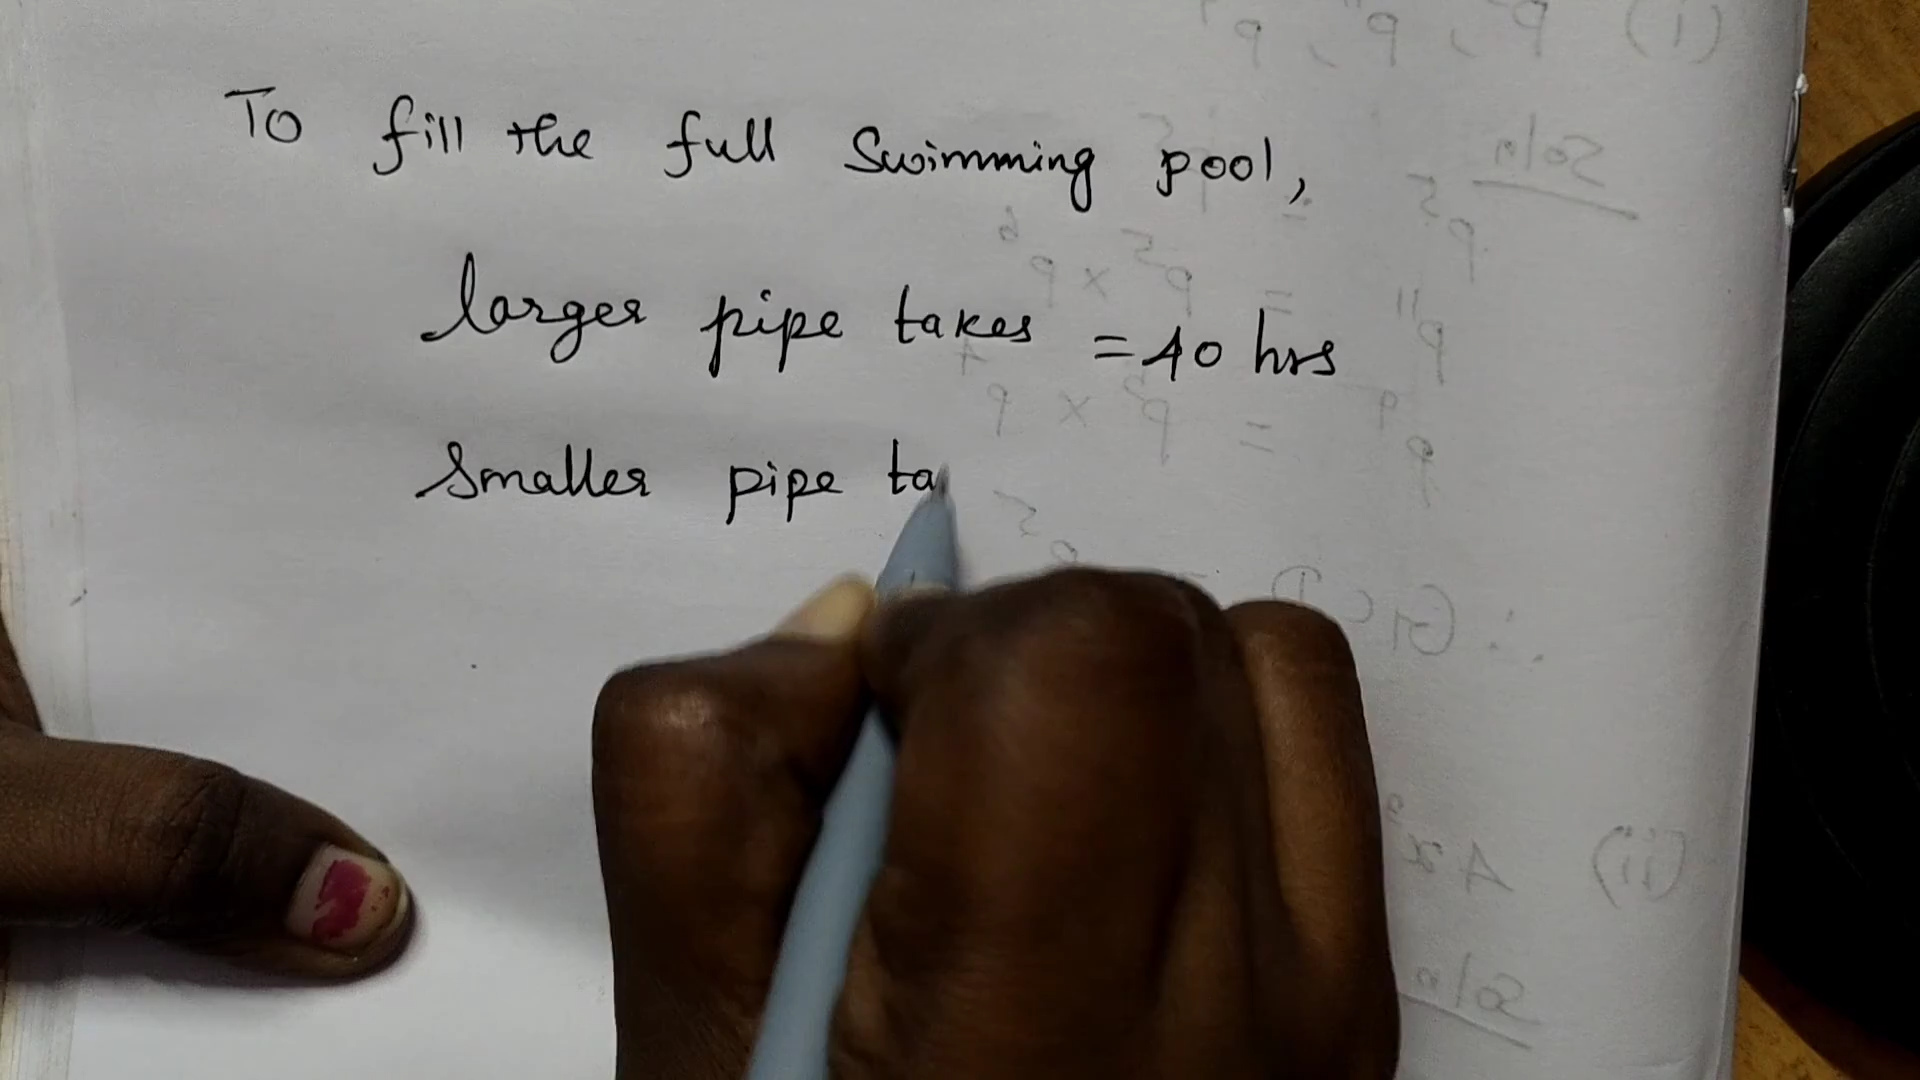 To fill the full Swimming pool,
larger pipe takes = 40 hrs
Smaller pipe ta